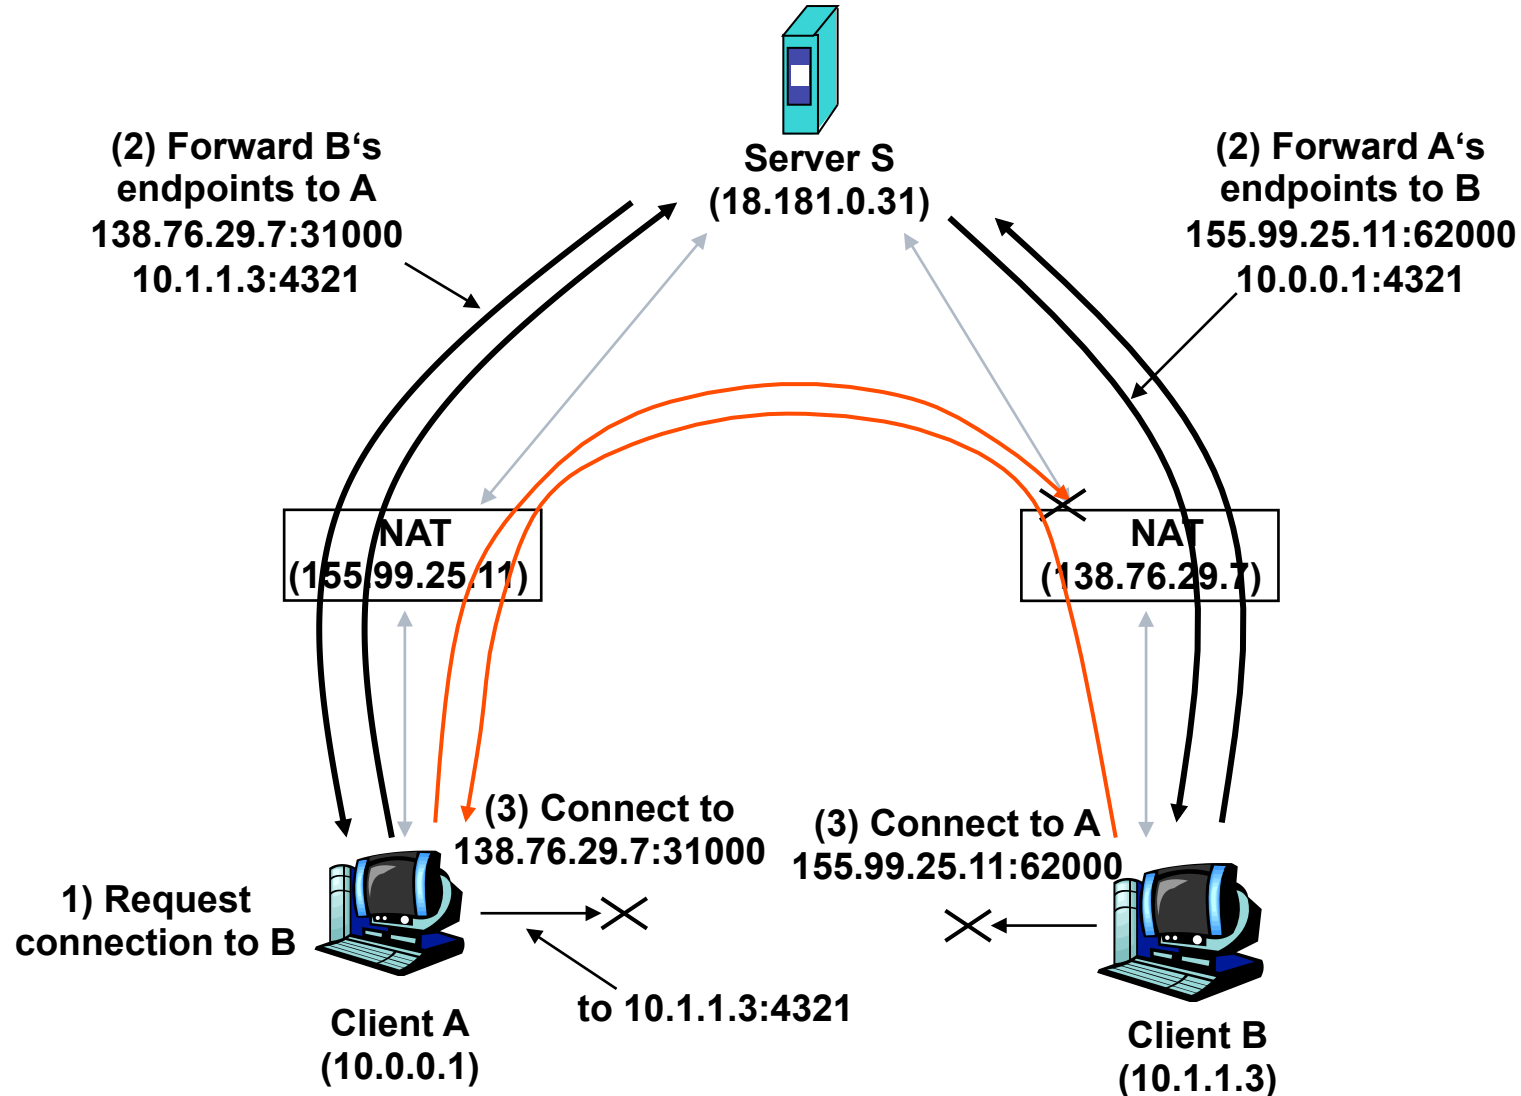 Server S
(18.181.0.31)
(2) Forward B‘s
endpoints to A
138.76.29.7:31000
10.1.1.3:4321
(2) Forward A‘s
endpoints to B
155.99.25.11:62000
10.0.0.1:4321
NAT
(155.99.25.11)
NAT
(138.76.29.7)
(3) Connect to
138.76.29.7:31000
(3) Connect to A
155.99.25.11:62000
1) Request
connection to B
to 10.1.1.3:4321
Client A
(10.0.0.1)
Client B
(10.1.1.3)